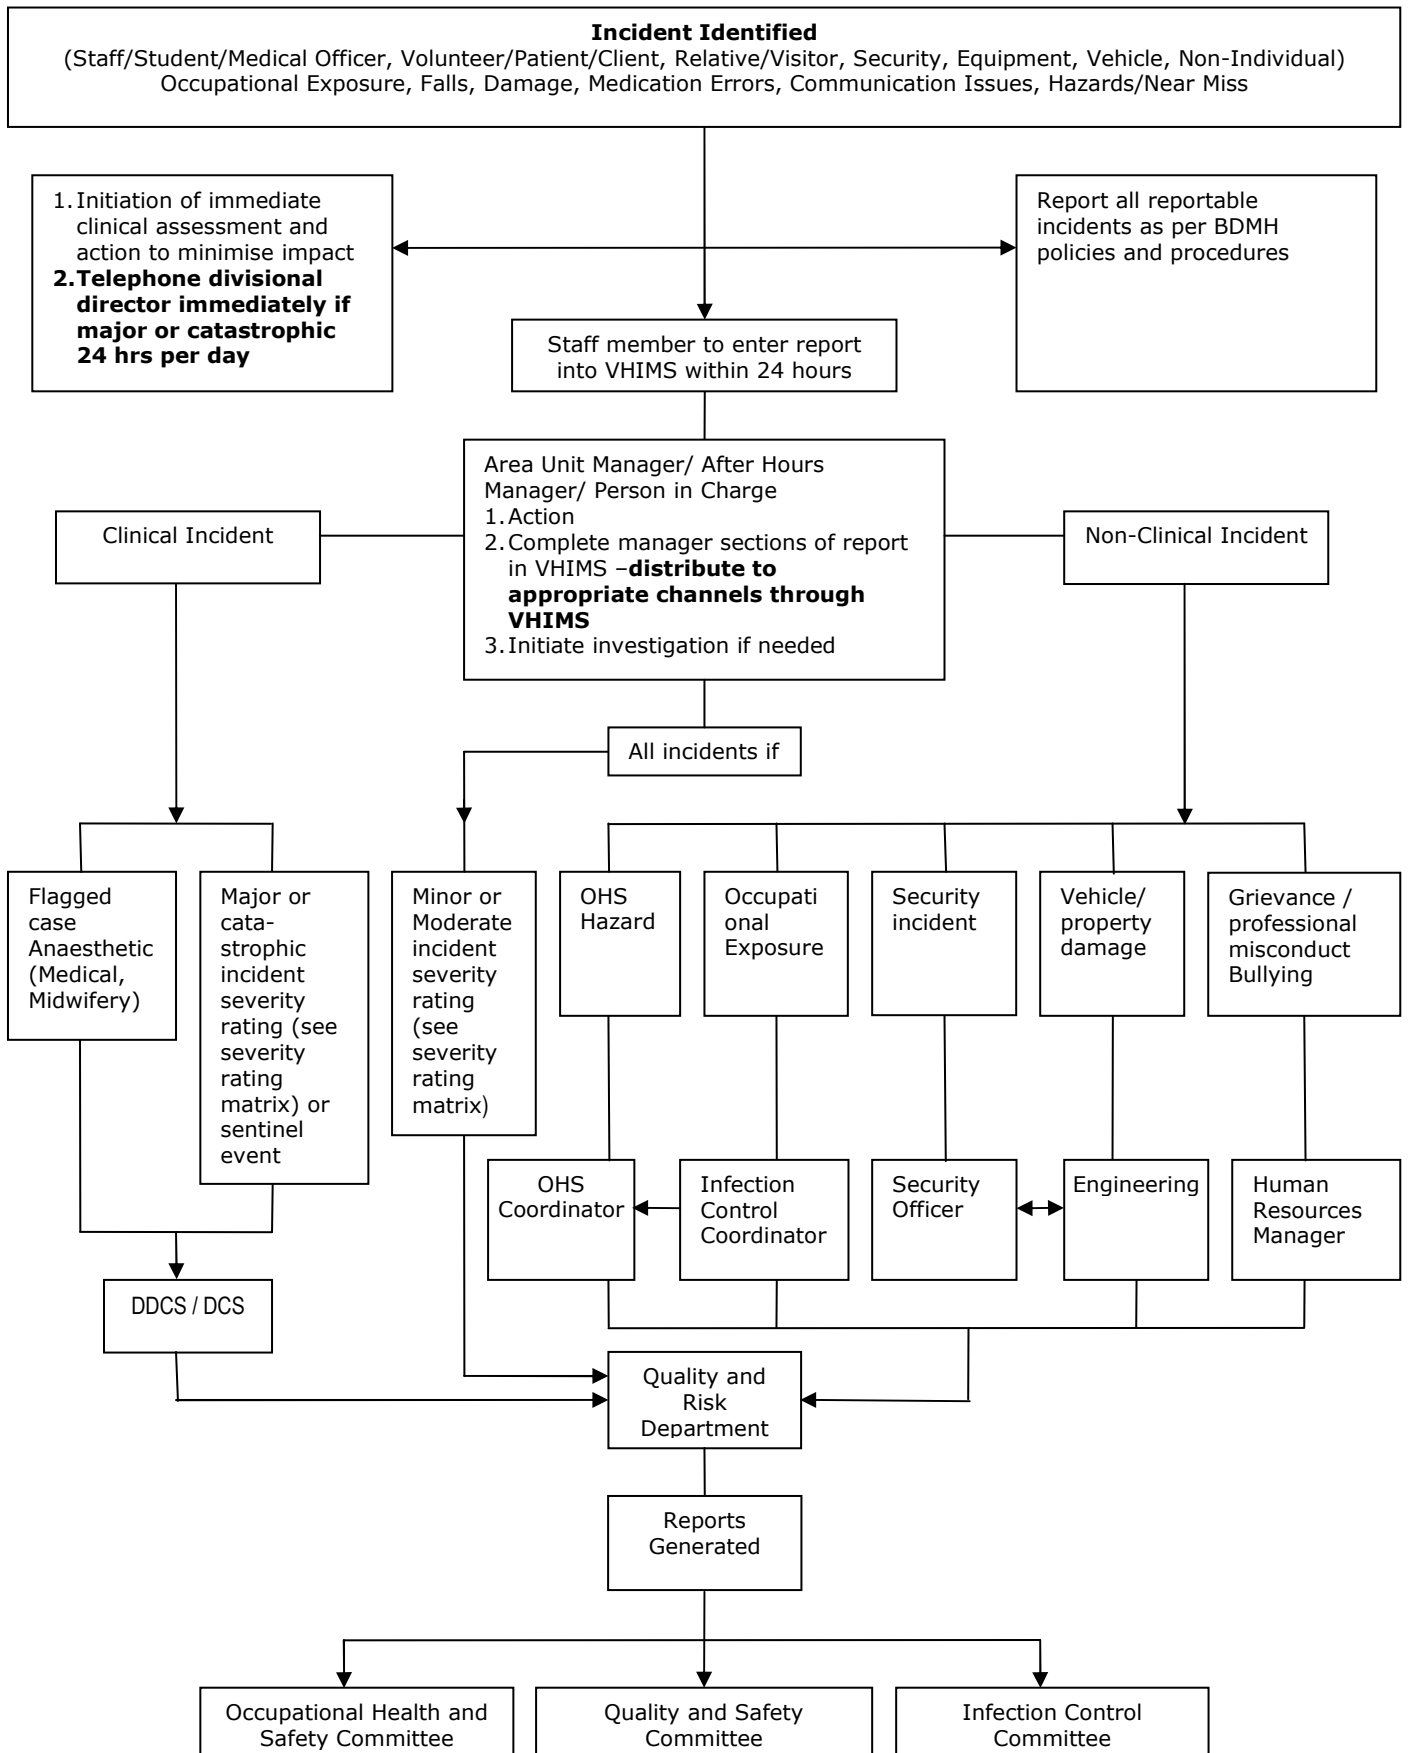 Incident Identified
(Staff/Student/Medical Officer, Volunteer/Patient/Client, Relative/Visitor, Security, Equipment, Vehicle, Non-Individual)
Occupational Exposure, Falls, Damage, Medication Errors, Communication Issues, Hazards/Near Miss
1. Initiation of immediate
clinical assessment and
action to minimise impact
2. Telephone divisional
director immediately if
major or catastrophic
24 hrs per day
Report all reportable
incidents as per BDMH
policies and procedures
Staff member to enter report
into VHIMS within 24 hours
Area Unit Manager/ After Hours
Manager/ Person in Charge
1. Action
2. Complete manager sections of report
in VHIMS –distribute to
appropriate channels through
VHIMS
3. Initiate investigation if needed
Clinical Incident
Non-Clinical Incident
All incidents if
Flagged
case
Anaesthetic
(Medical,
Midwifery)
Major or
cata-
strophic
incident
severity
rating (see
severity
rating
matrix) or
sentinel
event
Minor or
Moderate
incident
severity
rating
(see
severity
rating
matrix)
OHS
Hazard
Occupati
onal
Exposure
Security
incident
Vehicle/
property
damage
Grievance /
professional
misconduct
Bullying
OHS
Coordinator
Infection
Control
Coordinator
Security
Officer
Engineering
Human
Resources
Manager
DDCS / DCS
Quality and
Risk
Department
Reports
Generated
Occupational Health and
Safety Committee
Quality and Safety
Committee
Infection Control
Committee